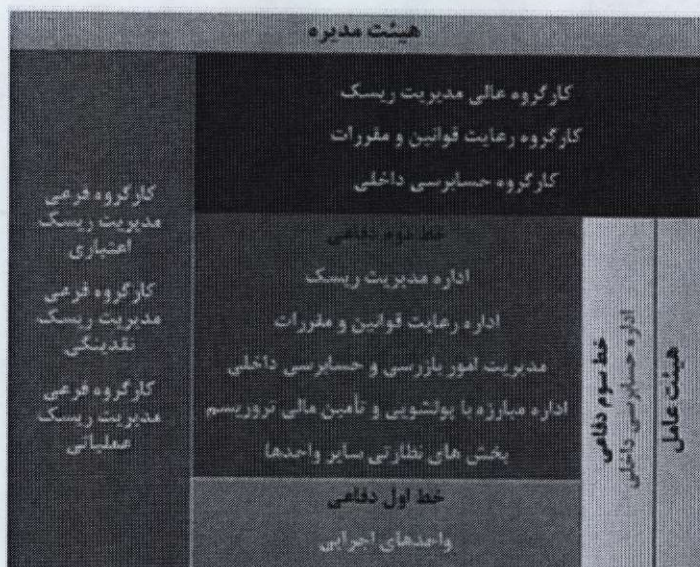 هیئت مدیره
کارگروه عالی مدیریت ریسک
کارگروه رعایت قوانین و مقررات
کارگروه حسابرسی داخلی
هیئت عامل
خط سوم دفاعی
اداره حسابرسی داخلی
خط دوم دفاعی
اداره مدیریت ریسک
اداره رعایت قوانین و مقررات
مدیریت امور بازرسی و حسابرسی داخلی
اداره مبارزه با پولشویی و تأمین مالی تروریسم
بخش های نظارتی سایر واحدها
خط اول دفاعی
واحدهای اجرایی
کارگروه فرعی
مدیریت ریسک
اعتباری
کارگروه فرعی
مدیریت ریسک
نقدینگی
کارگروه فرعی
مدیریت ریسک
عملیاتی